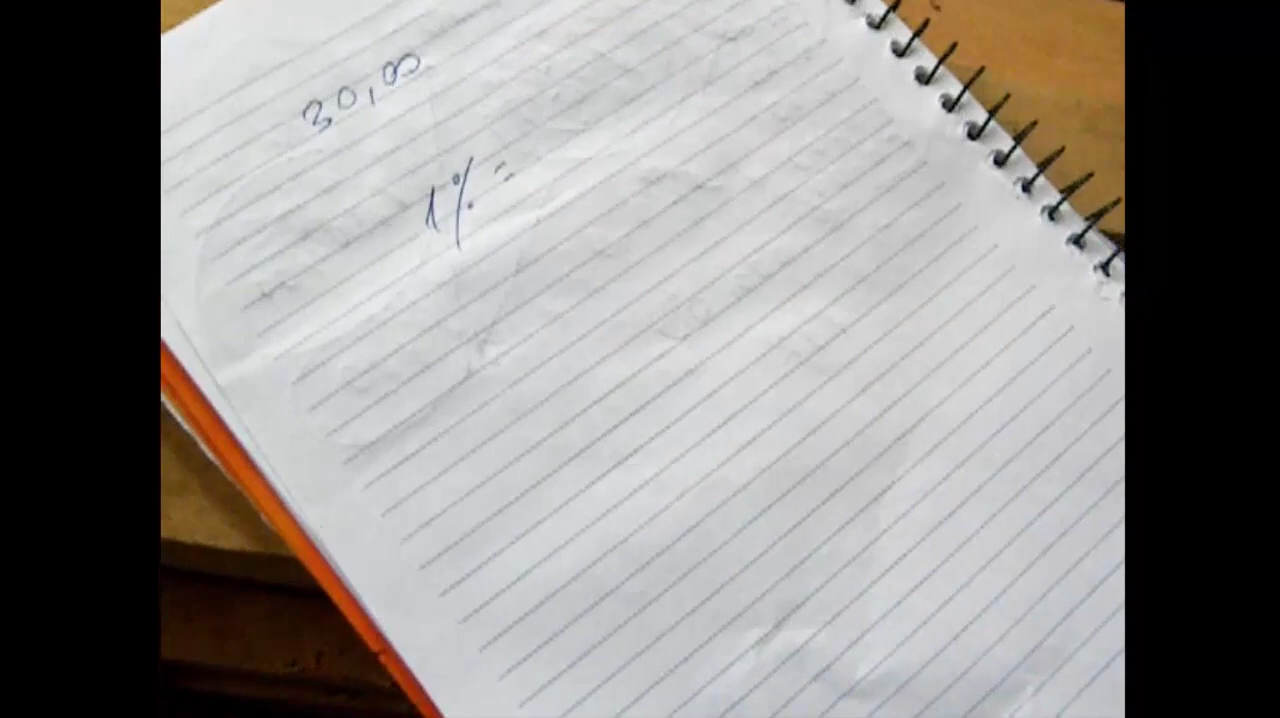 30,00
1% =